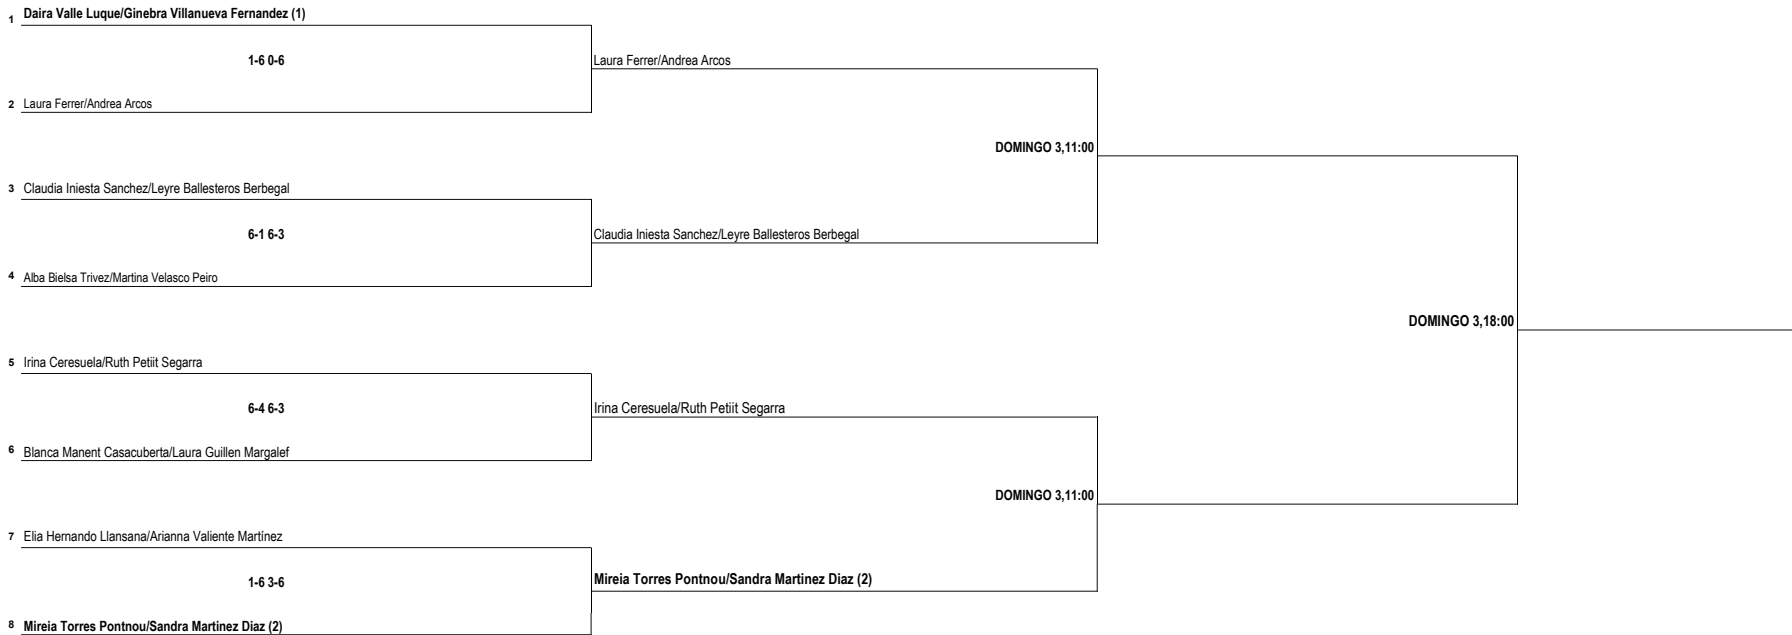 1 Daira Valle Luque/Ginebra Villanueva Fernandez (1)
1-6 0-6
Laura Ferrer/Andrea Arcos
2 Laura Ferrer/Andrea Arcos
DOMINGO 3,11:00
3 Claudia Iniesta Sanchez/Leyre Ballesteros Berbegal
6-1 6-3
Claudia Iniesta Sanchez/Leyre Ballesteros Berbegal
4 Alba Bielsa Trivez/Martina Velasco Peiro
DOMINGO 3,18:00
5 Irina Ceresuela/Ruth Petiit Segarra
6-4 6-3
Irina Ceresuela/Ruth Petiit Segarra
6 Blanca Manent Casacuberta/Laura Guillen Margalef
DOMINGO 3,11:00
7 Elia Hernando Llansana/Arianna Valiente Martínez
1-6 3-6
Mireia Torres Pontnou/Sandra Martinez Diaz (2)
8 Mireia Torres Pontnou/Sandra Martinez Diaz (2)